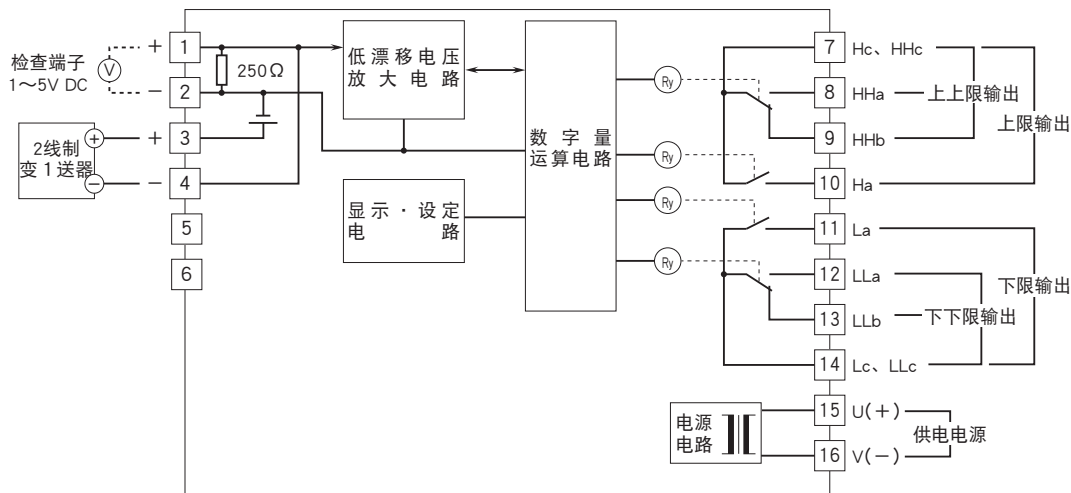 检查端子
1～5V DC
V
+
−
1
2
3
4
5
6
250Ω
2线制
变1送器
+
−
+
−
低漂移电压
放大电路
显示·设定
电路
数字量
运算电路
Ry
Ry
Ry
Ry
7 Hc、HHc
8 HHa 上上限输出
9 HHb
上限输出
10 Ha
11 La
12 LLa
下限输出
13 LLb 下下限输出
14 Lc、LLc
电源
电路
15 U(+)
供电电源
16 V(−)